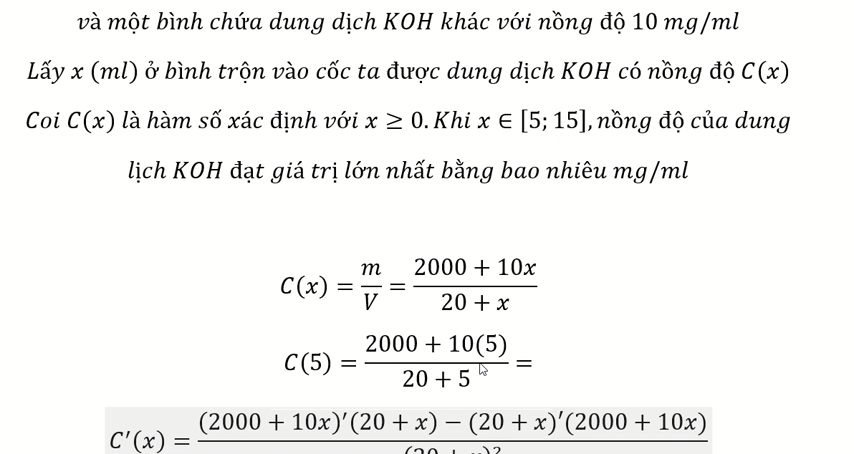 và một bình chứa dung dịch KOH khác với nồng độ 10 mg/ml
Lấy x (ml) ở bình trộn vào cốc ta được dung dịch KOH có nồng độ C(x)
Coi C(x) là hàm số xác định với x ≥ 0. Khi x ∈ [5; 15], nồng độ của dung
lịch KOH đạt giá trị lớn nhất bằng bao nhiêu mg/ml
C(x) = m/V = (2000 + 10x)/(20 + x)
C(5) = (2000 + 10(5))/(20 + 5) =
C′(x) = ((2000 + 10x)′(20 + x) − (20 + x)′(2000 + 10x))/(20 + x)²